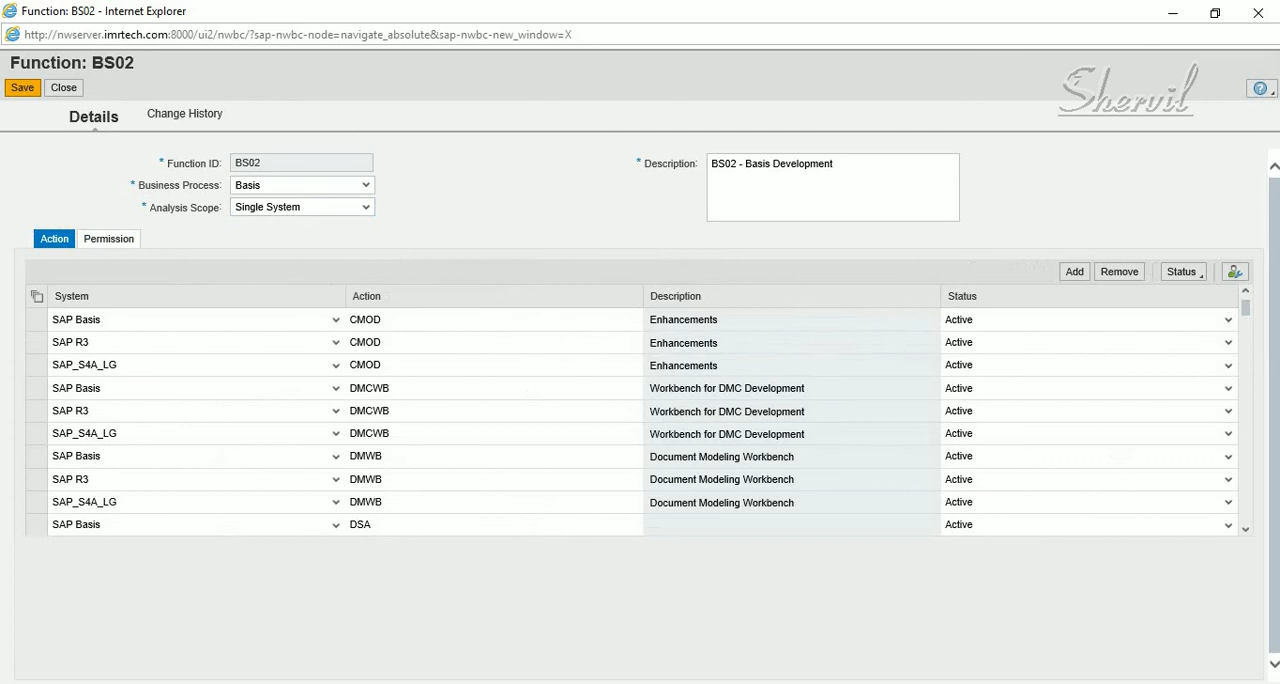 Function: BS02 - Internet Explorer
http://nwserver.imrtech.com:8000/ui2/nwbc/?sap-nwbc-node=navigate_absolute&sap-nwbc-new_window=X
Function: BS02
Save Close
Shervil
Details Change History
* Function ID: BS02
* Description: BS02 - Basis Development
* Business Process: Basis
* Analysis Scope: Single System
Action Permission
Add Remove Status
System Action Description Status
SAP Basis CMOD Enhancements Active
SAP R3 CMOD Enhancements Active
SAP_S4A_LG CMOD Enhancements Active
SAP Basis DMCWB Workbench for DMC Development Active
SAP R3 DMCWB Workbench for DMC Development Active
SAP_S4A_LG DMCWB Workbench for DMC Development Active
SAP Basis DMWB Document Modeling Workbench Active
SAP R3 DMWB Document Modeling Workbench Active
SAP_S4A_LG DMWB Document Modeling Workbench Active
SAP Basis DSA Active